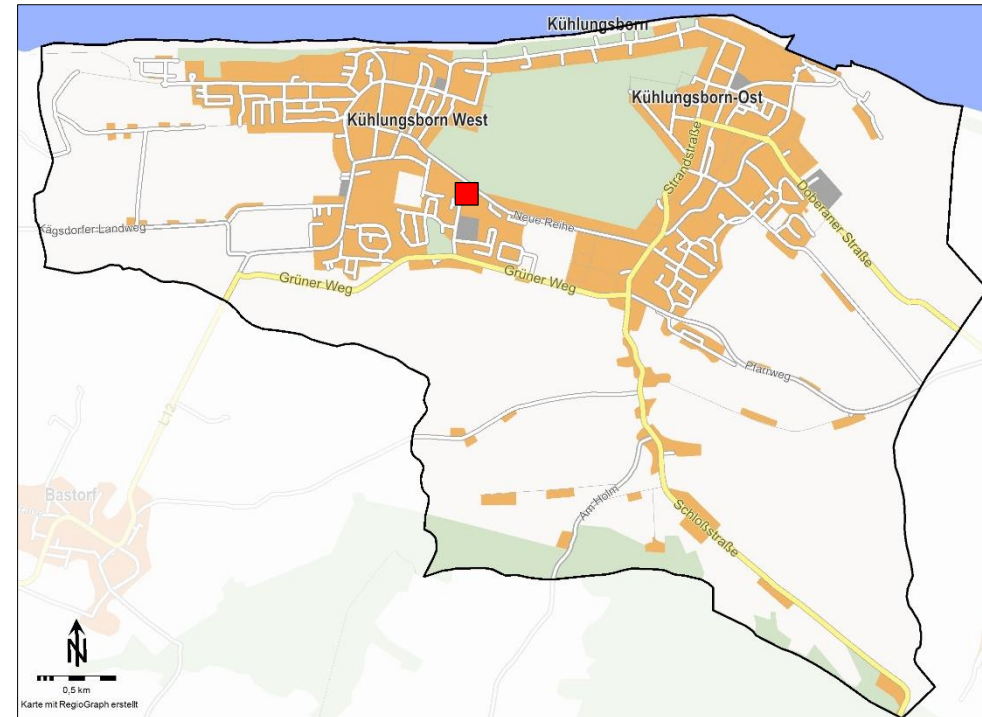 Kühlungsborn
Kühlungsborn-Ost
Kühlungsborn West
Strandstraße
Doberaner Straße
Neue Reihe
Kägsdorfer Landweg
Grüner Weg
Grüner Weg
Pfarrweg
L12
Bastorf
Am Holm
Schloßstraße
N
0,5 km
Karte mit RegioGraph erstellt